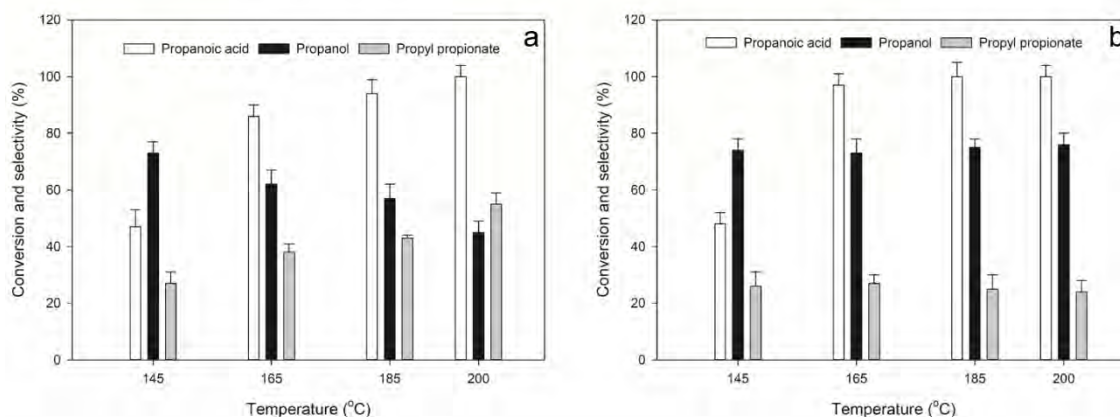 120
100
80
60
40
20
0
Conversion and selectivity (%)
Propanoic acid Propanol Propyl propionate
a
145 165 185 200
Temperature (°C)
120
100
80
60
40
20
0
Conversion and selectivity (%)
Propanoic acid Propanol Propyl propionate
b
145 165 185 200
Temperature (°C)